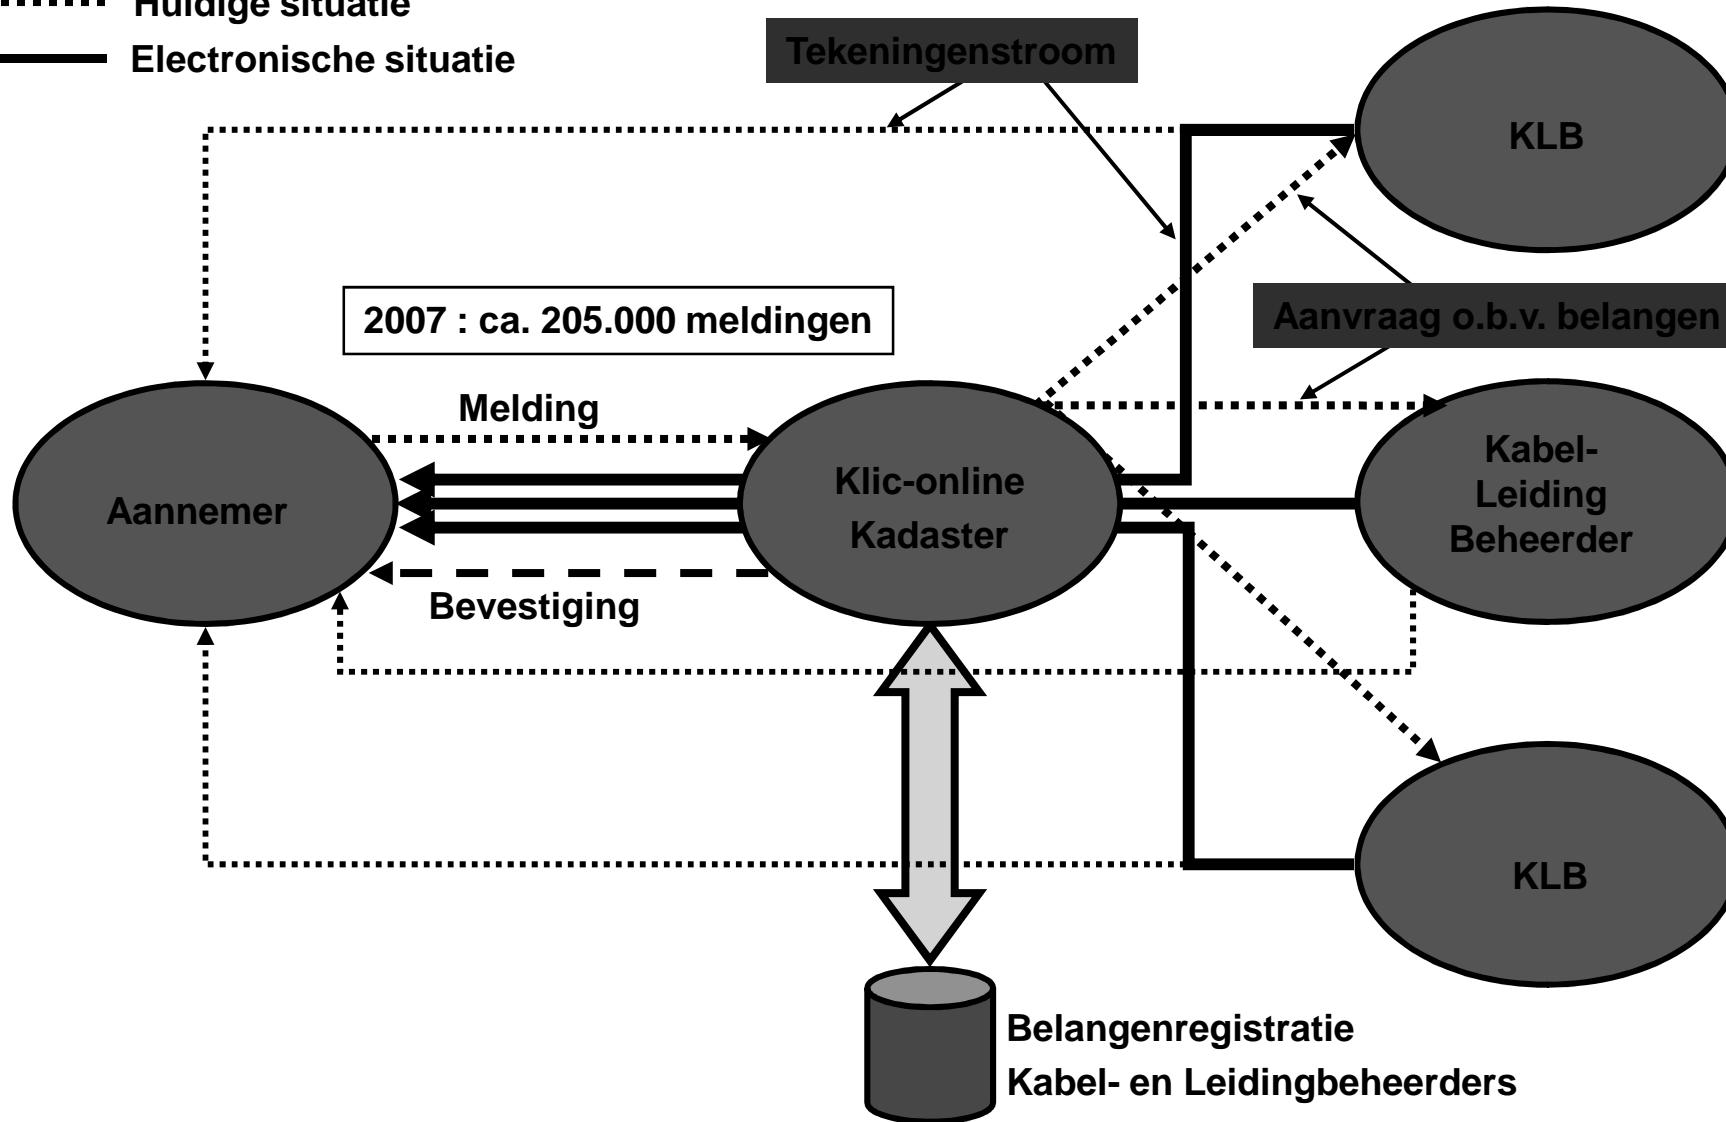 Huidige situatie
Electronische situatie
Tekeningenstroom
KLB
2007 : ca. 205.000 meldingen
Aanvraag o.b.v. belangen
Melding
Aannemer
Klic-online
Kadaster
Kabel-
Leiding
Beheerder
Bevestiging
KLB
Belangenregistratie
Kabel- en Leidingbeheerders